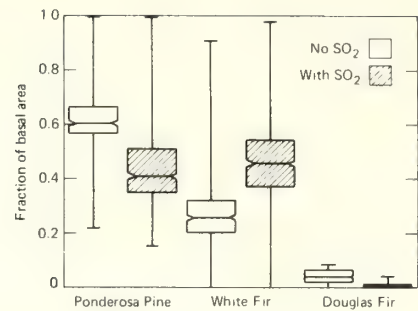 1.0
0.8
0.6
0.4
0.2
0
Fraction of basal area
No SO₂
With SO₂
Ponderosa Pine White Fir Douglas Fir